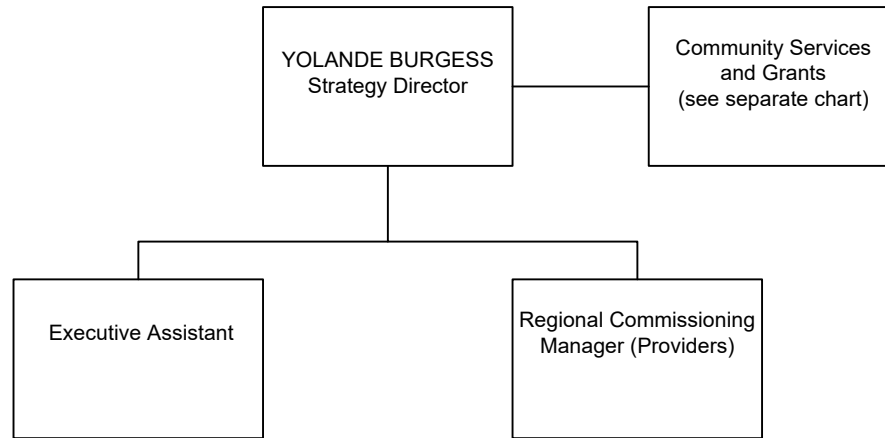 YOLANDE BURGESS
Strategy Director
Community Services
and Grants
(see separate chart)
Executive Assistant
Regional Commissioning
Manager (Providers)